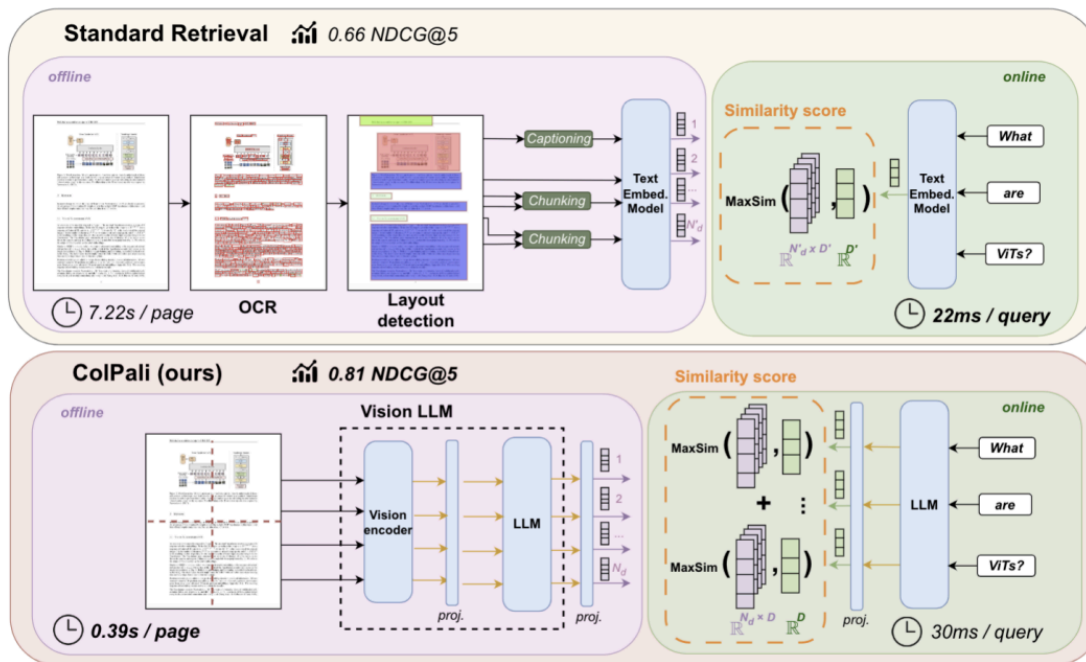 Standard Retrieval 0.66 NDCG@5
offline
OCR
Layout
detection
7.22s / page
Captioning
Chunking
Chunking
Text
Embed.
Model
1
2
...
N'd
online
Similarity score
MaxSim ( , )
ℝ^N'd x D' ℝ^D'
Text
Embed.
Model
What
are
ViTs?
22ms / query
ColPali (ours) 0.81 NDCG@5
offline
Vision LLM
Vision
encoder
proj.
LLM
proj.
1
2
...
Nd
0.39s / page
Similarity score
online
MaxSim ( , )
+ ⋮
MaxSim ( , )
ℝ^Nd x D ℝ^D
proj.
LLM
What
are
ViTs?
30ms / query